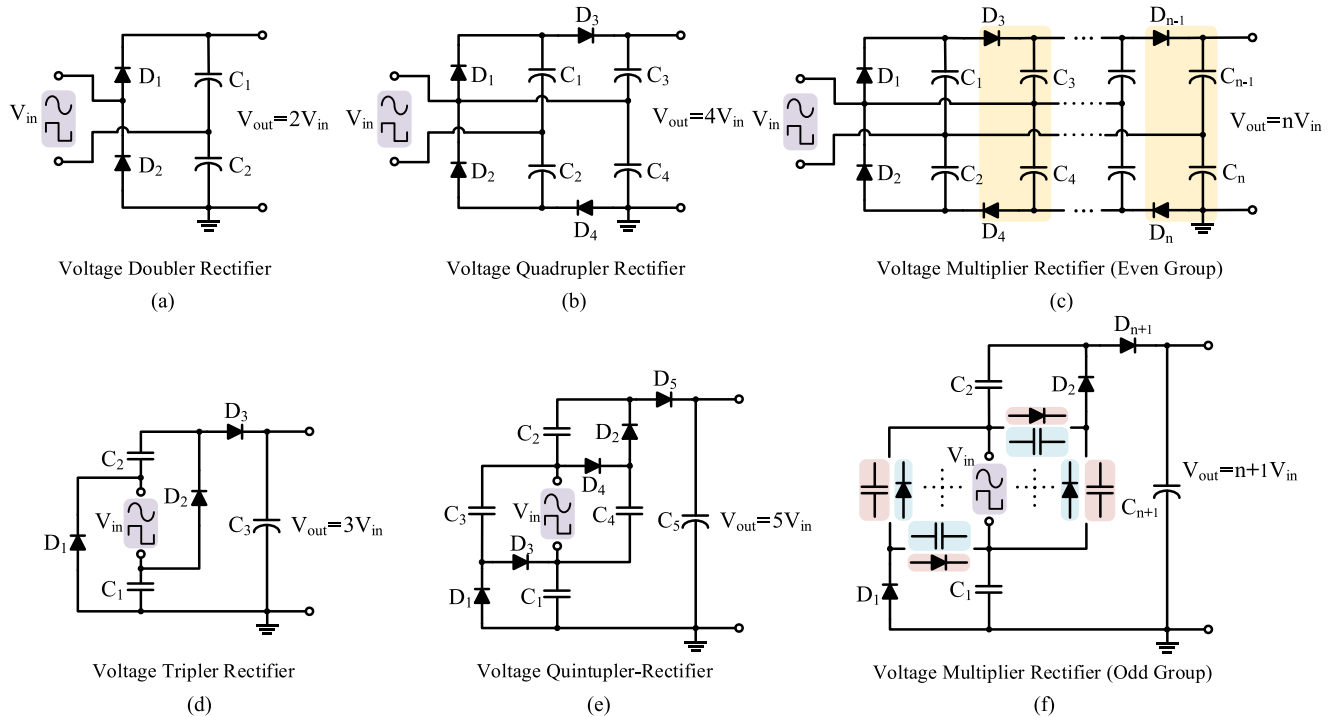 D₁
D₂
C₁
C₂
Vᵢₙ
Vₒᵤₜ=2Vᵢₙ
Voltage Doubler Rectifier
(a)
D₃
D₁
C₁
C₃
Vᵢₙ
Vₒᵤₜ=4Vᵢₙ
D₂
C₂
C₄
D₄
Voltage Quadrupler Rectifier
(b)
D₃
Dₙ₋₁
D₁
C₁
C₃
Cₙ₋₁
Vᵢₙ
Vₒᵤₜ=nVᵢₙ
D₂
C₂
C₄
Cₙ
D₄
Dₙ
Voltage Multiplier Rectifier (Even Group)
(c)
D₃
C₂
D₂
Vᵢₙ
C₃
Vₒᵤₜ=3Vᵢₙ
D₁
C₁
Voltage Tripler Rectifier
(d)
D₅
C₂
D₂
D₄
Vᵢₙ
C₃
C₄
C₅
Vₒᵤₜ=5Vᵢₙ
D₃
D₁
C₁
Voltage Quintupler-Rectifier
(e)
Dₙ₊₁
C₂
D₂
Vᵢₙ
Cₙ₊₁
Vₒᵤₜ=n+1Vᵢₙ
D₁
C₁
Voltage Multiplier Rectifier (Odd Group)
(f)